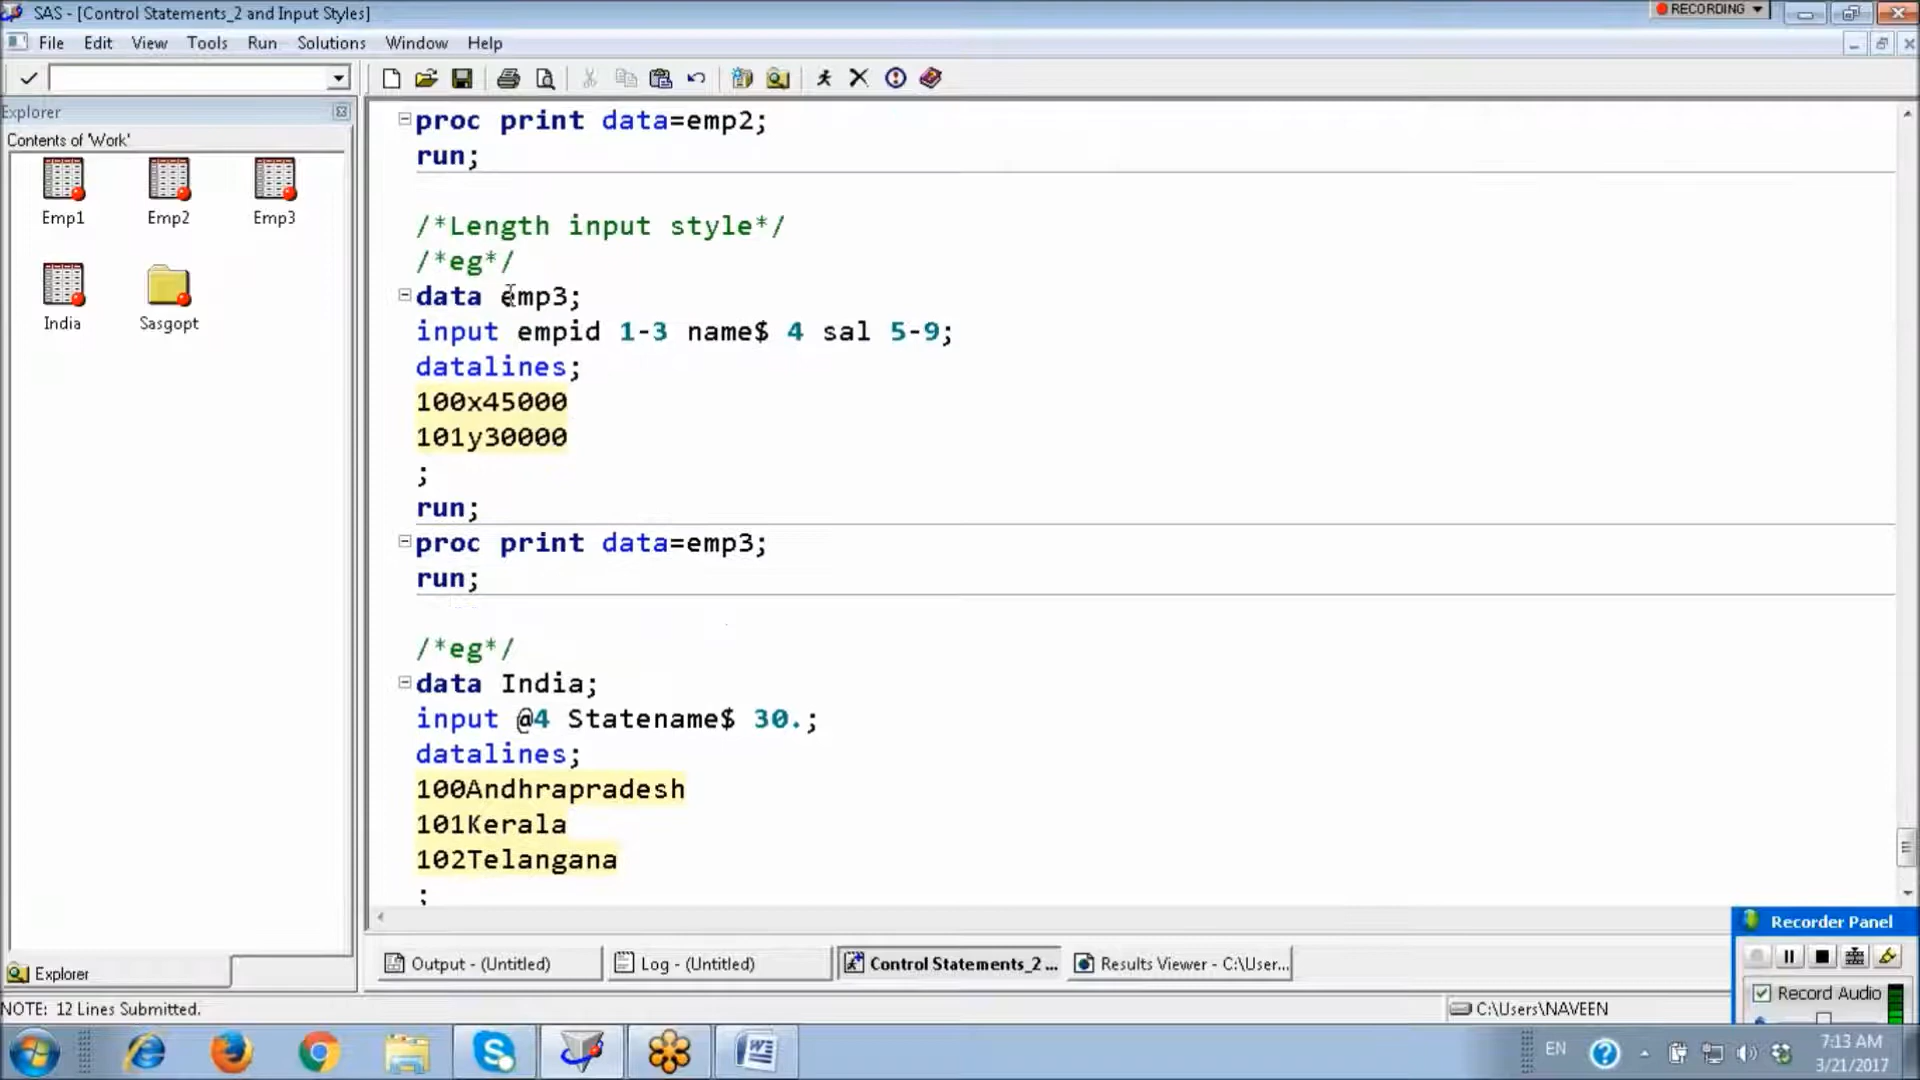 SAS - [Control Statements_2 and Input Styles]
RECORDING
File Edit View Tools Run Solutions Window Help
Explorer
Contents of 'Work'
Emp1 Emp2 Emp3
India Sasgopt
proc print data=emp2;
run;
/*Length input style*/
/*eg*/
data emp3;
input empid 1-3 name$ 4 sal 5-9;
datalines;
100x45000
101y30000
;
run;
proc print data=emp3;
run;
/*eg*/
data India;
input @4 Statename$ 30.;
datalines;
100Andhrapradesh
101Kerala
102Telangana
;
Recorder Panel
Record Audio
Explorer
Output - (Untitled) Log - (Untitled) Control Statements_2 ... Results Viewer - C:\User...
NOTE: 12 Lines Submitted.
C:\Users\NAVEEN
EN
7:13 AM
3/21/2017